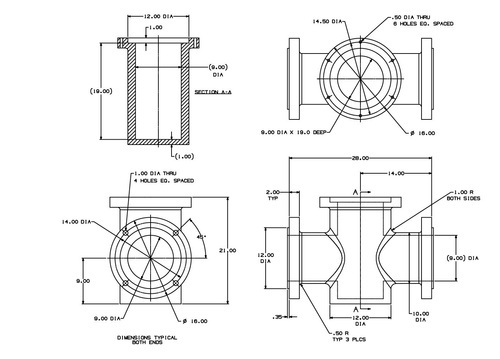 12.00 DIA
1.00
(19.00)
(9.00)
DIA
SECTION A-A
(1.00)
14.50 DIA
.50 DIA THRU
6 HOLES EQ. SPACED
9.00 DIA X 19.0 DEEP
Ø 16.00
1.00 DIA THRU
4 HOLES EQ. SPACED
14.00 DIA
45°
21.00
9.00
9.00 DIA
Ø 16.00
DIMENSIONS TYPICAL
BOTH ENDS
28.00
14.00
2.00
TYP
A
1.00 R
BOTH SIDES
12.00
DIA
(9.00) DIA
.35
A
12.00
DIA
10.00
DIA
.50 R
TYP 3 PLCS